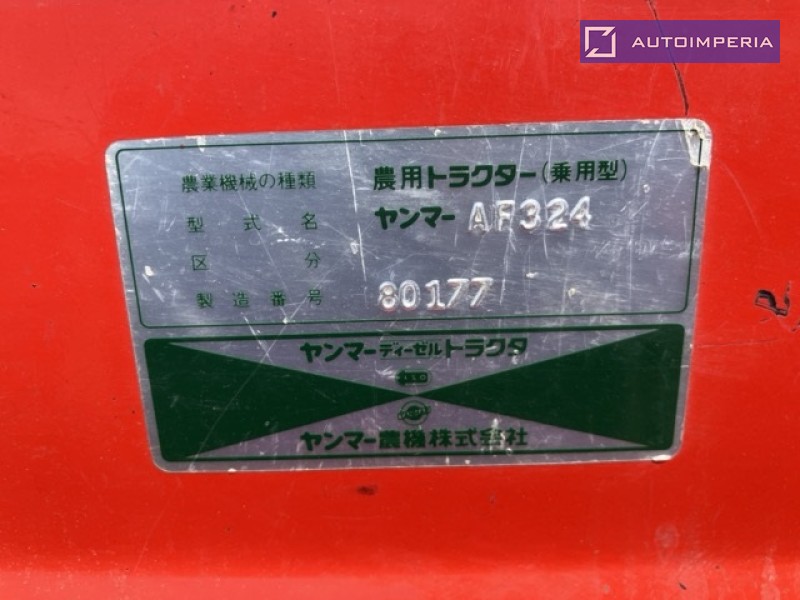 AUTOIMPERIA
農業機械の種類 農用トラクター(乗用型)
型式名 ヤンマー AF324
区分
製造番号 80177
ヤンマーディーゼルトラクタ
ヤンマー農機株式会社